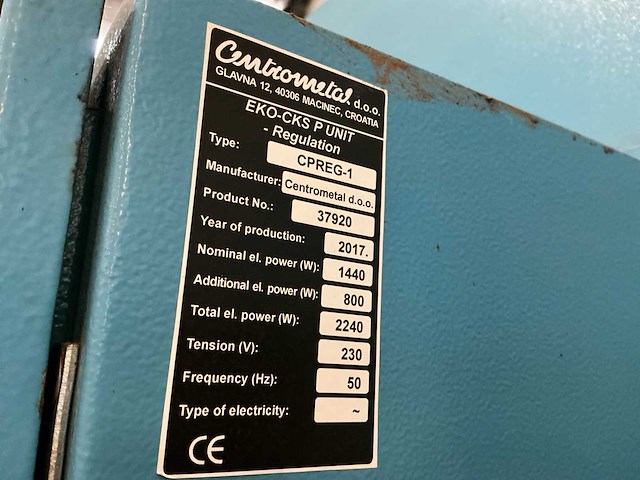 Centrometal d.o.o.
GLAVNA 12, 40306 MACINEC, CROATIA
EKO-CKS P UNIT
- Regulation
Type: CPREG-1
Manufacturer: Centrometal d.o.o.
Product No.: 37920
Year of production: 2017.
Nominal el. power (W): 1440
Additional el. power (W): 800
Total el. power (W): 2240
Tension (V): 230
Frequency (Hz): 50
Type of electricity: ~
CE